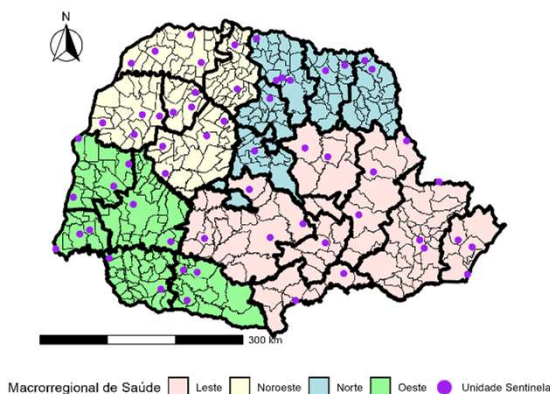 N
300 km
Macrorregional de Saúde Leste Noroeste Norte Oeste Unidade Sentinela